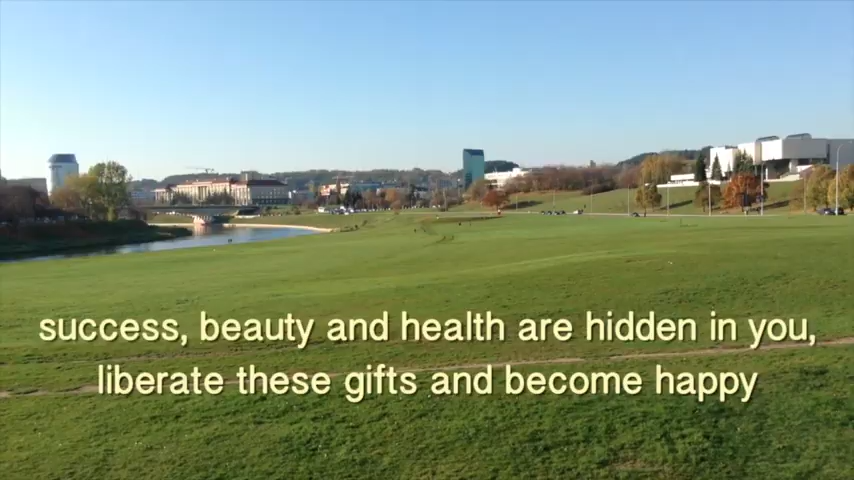 success, beauty and health are hidden in you,
liberate these gifts and become happy